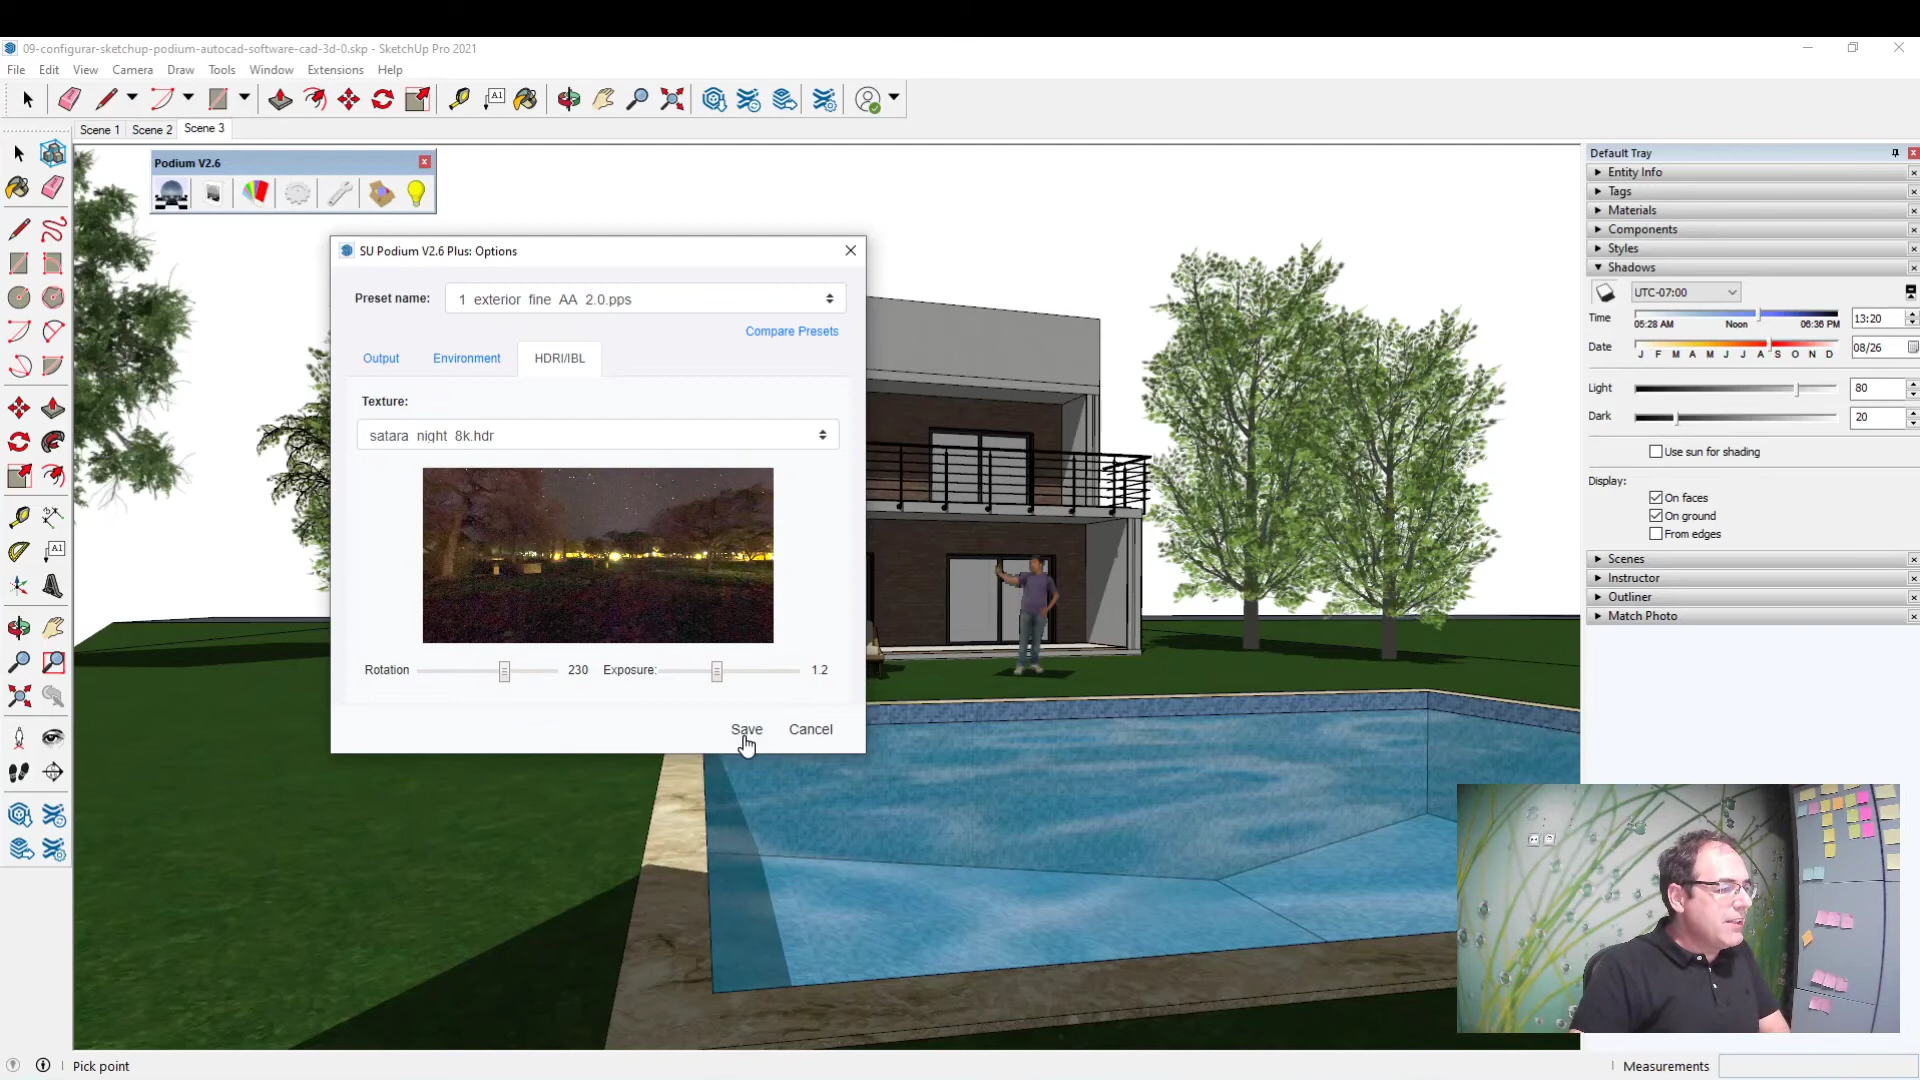 09-configurar-sketchup-podium-autocad-software-cad-3d-0.skp - SketchUp Pro 2021
File Edit View Camera Draw Tools Window Extensions Help
A1
Scene 1 Scene 2 Scene 3
Podium V2.6
SU Podium V2.6 Plus: Options
Preset name: 1 exterior fine AA 2.0.pps
Compare Presets
Output Environment HDRI/IBL
Texture:
satara night 8k.hdr
Rotation 230 Exposure: 1.2
Save Cancel
A1
Default Tray
Entity Info
Tags
Materials
Components
Styles
Shadows
UTC-07:00
Time 05:28 AM Noon 06:36 PM 13:20
Date J F M A M J J A S O N D 08/26
Light 80
Dark 20
Use sun for shading
Display:
On faces
On ground
From edges
Scenes
Instructor
Outliner
Match Photo
Pick point
Measurements